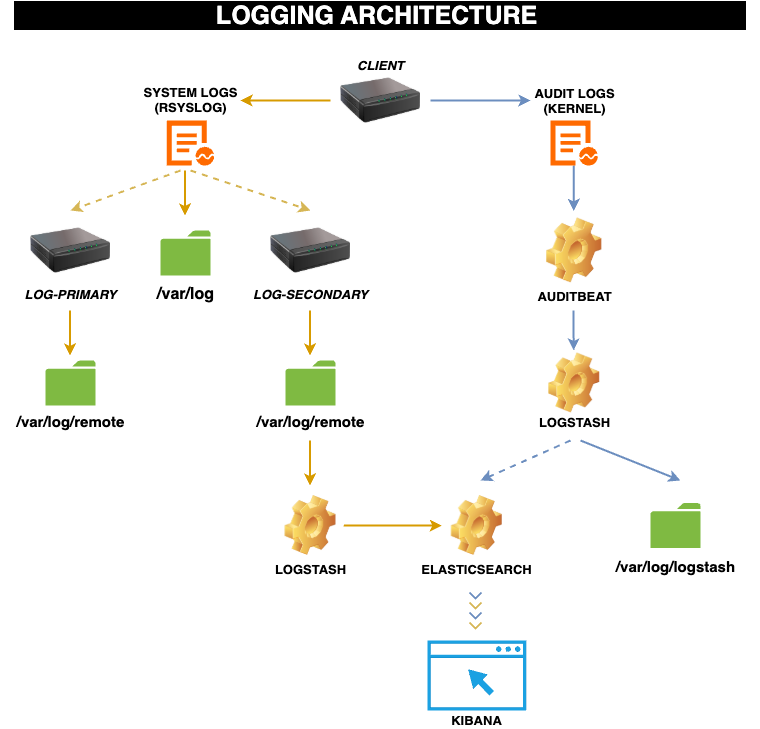 LOGGING ARCHITECTURE
CLIENT
SYSTEM LOGS
(RSYSLOG)
AUDIT LOGS
(KERNEL)
LOG-PRIMARY
/var/log
LOG-SECONDARY
AUDITBEAT
/var/log/remote
/var/log/remote
LOGSTASH
LOGSTASH
ELASTICSEARCH
/var/log/logstash
KIBANA